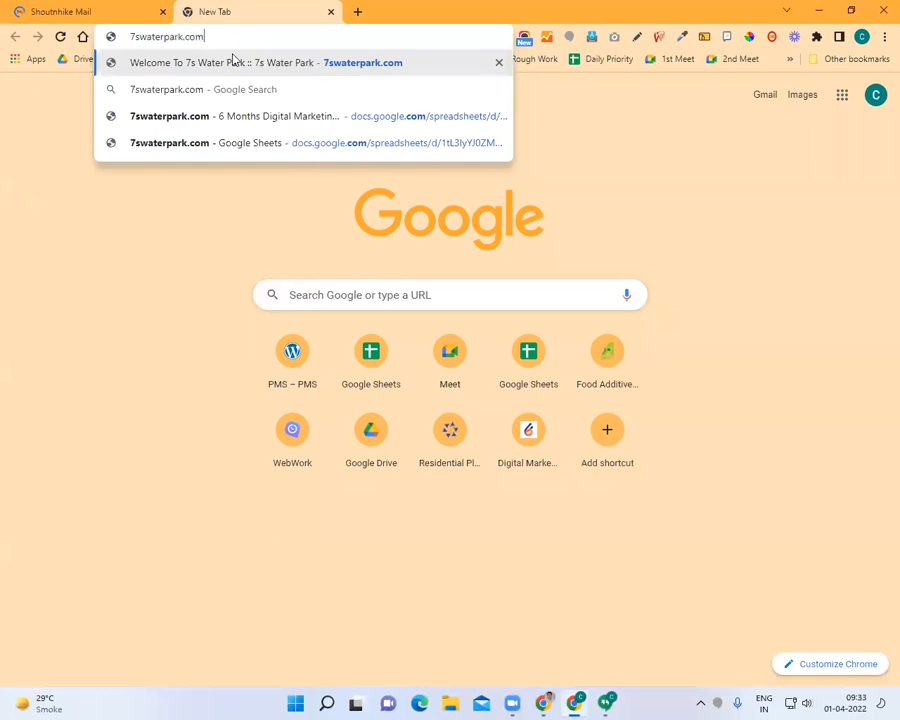 Shoutnhike Mail
New Tab
7swaterpark.com
Welcome To 7s Water Park :: 7s Water Park - 7swaterpark.com
7swaterpark.com - Google Search
7swaterpark.com - 6 Months Digital Marketin... - docs.google.com/spreadsheets/d/...
7swaterpark.com - Google Sheets - docs.google.com/spreadsheets/d/1tL3IyYJ0ZM...
New
Apps
Drive
Rough Work
Daily Priority
1st Meet
2nd Meet
»
Other bookmarks
Gmail
Images
C
C
Google
Search Google or type a URL
PMS – PMS
Google Sheets
Meet
Google Sheets
Food Additive...
WebWork
Google Drive
Residential Pl...
Digital Marke...
Add shortcut
Customize Chrome
29°C
Smoke
ENG
IN
09:33
01-04-2022